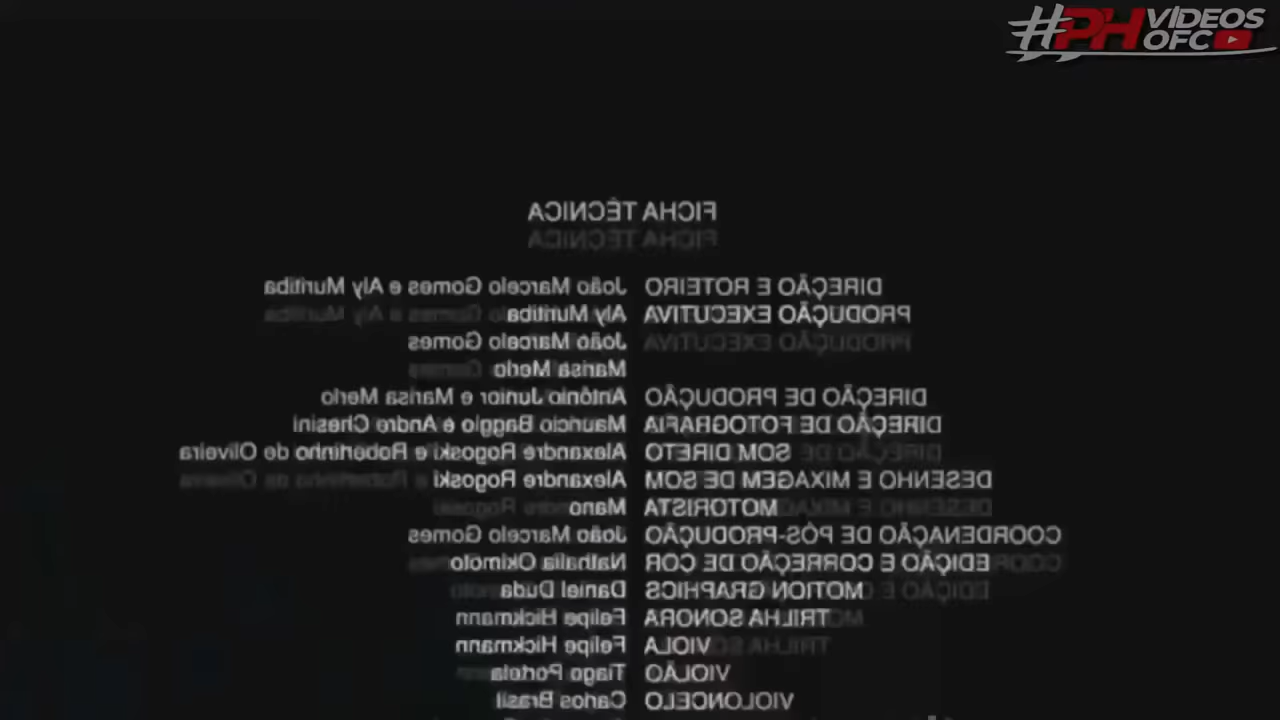 #PH VÍDEOS OFC
FICHA TÉCNICA
DIREÇÃO E ROTEIRO João Marcelo Gomes e Aly Muritiba
PRODUÇÃO EXECUTIVA Aly Muritiba
João Marcelo Gomes
Marisa Merlo
DIREÇÃO DE PRODUÇÃO Antônio Junior e Marisa Merlo
DIREÇÃO DE FOTOGRAFIA Maurício Baggio e Andre Chesini
SOM DIRETO Alexandre Rogoski e Robertinho de Oliveira
DESENHO E MIXAGEM DE SOM Alexandre Rogoski
MOTORISTA Mano
COORDENAÇÃO DE PÓS-PRODUÇÃO João Marcelo Gomes
EDIÇÃO E CORREÇÃO DE COR Nathalia Okimoto
MOTION GRAPHICS Daniel Duda
TRILHA SONORA Felipe Hickmann
VIOLA Felipe Hickmann
VIOLÃO Tiago Portela
VIOLONCELO Carlos Brasil